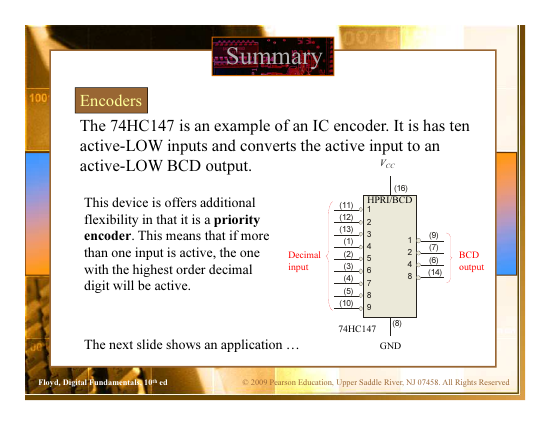 1001
001
Summary
Encoders
The 74HC147 is an example of an IC encoder. It is has ten
active-LOW inputs and converts the active input to an
active-LOW BCD output.
VCC
(16)
HPRI/BCD
This device is offers additional
flexibility in that it is a priority
encoder. This means that if more
than one input is active, the one
with the highest order decimal
digit will be active.
Decimal
input
(11) 1
(12) 2
(13) 3
(1) 4
(2) 5
(3) 6
(4) 7
(5) 8
(10) 9
1 (9)
2 (7)
4 (6)
8 (14)
BCD
output
74HC147
(8)
GND
The next slide shows an application …
Floyd, Digital Fundamentals, 10th ed
© 2009 Pearson Education, Upper Saddle River, NJ 07458. All Rights Reserved